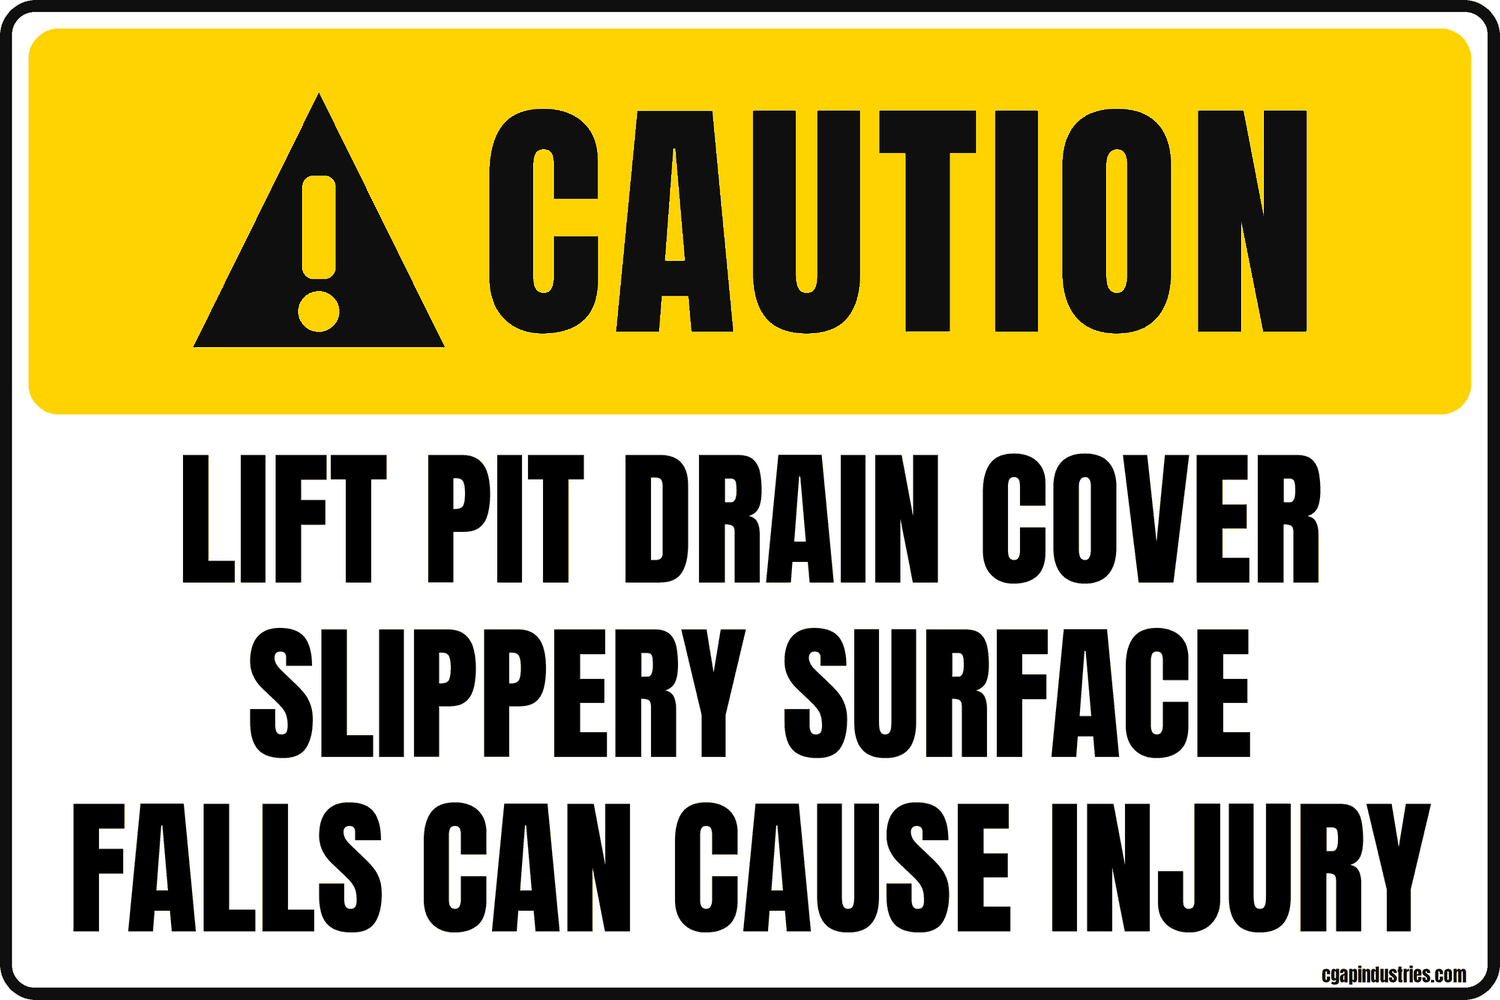 CAUTION
LIFT PIT DRAIN COVER
SLIPPERY SURFACE
FALLS CAN CAUSE INJURY
cgapindustries.com